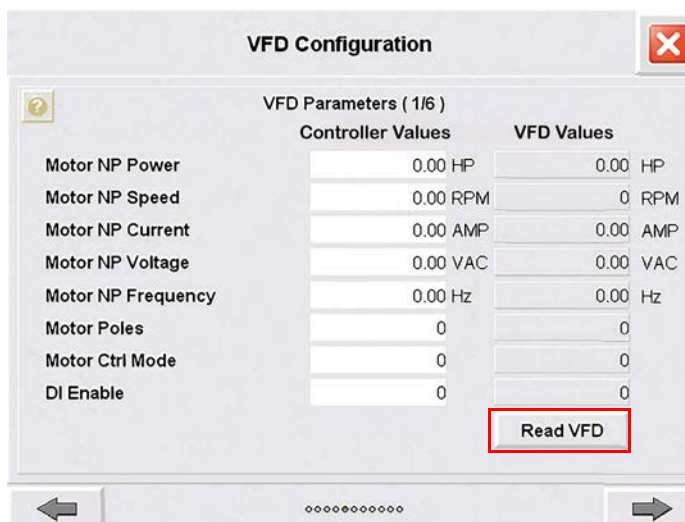 VFD Configuration
?
VFD Parameters ( 1/6 )
Controller Values VFD Values
Motor NP Power 0.00 HP 0.00 HP
Motor NP Speed 0.00 RPM 0 RPM
Motor NP Current 0.00 AMP 0.00 AMP
Motor NP Voltage 0.00 VAC 0.00 VAC
Motor NP Frequency 0.00 Hz 0.00 Hz
Motor Poles 0 0
Motor Ctrl Mode 0 0
DI Enable 0 0
Read VFD